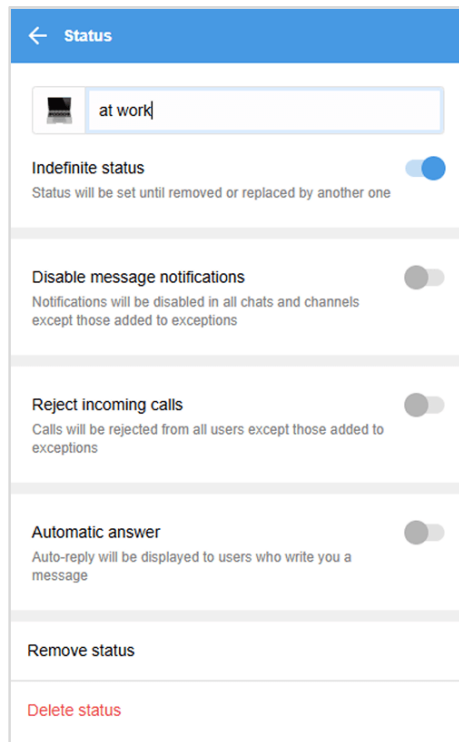 Status
at work
Indefinite status
Status will be set until removed or replaced by another one
Disable message notifications
Notifications will be disabled in all chats and channels
except those added to exceptions
Reject incoming calls
Calls will be rejected from all users except those added to
exceptions
Automatic answer
Auto-reply will be displayed to users who write you a
message
Remove status
Delete status